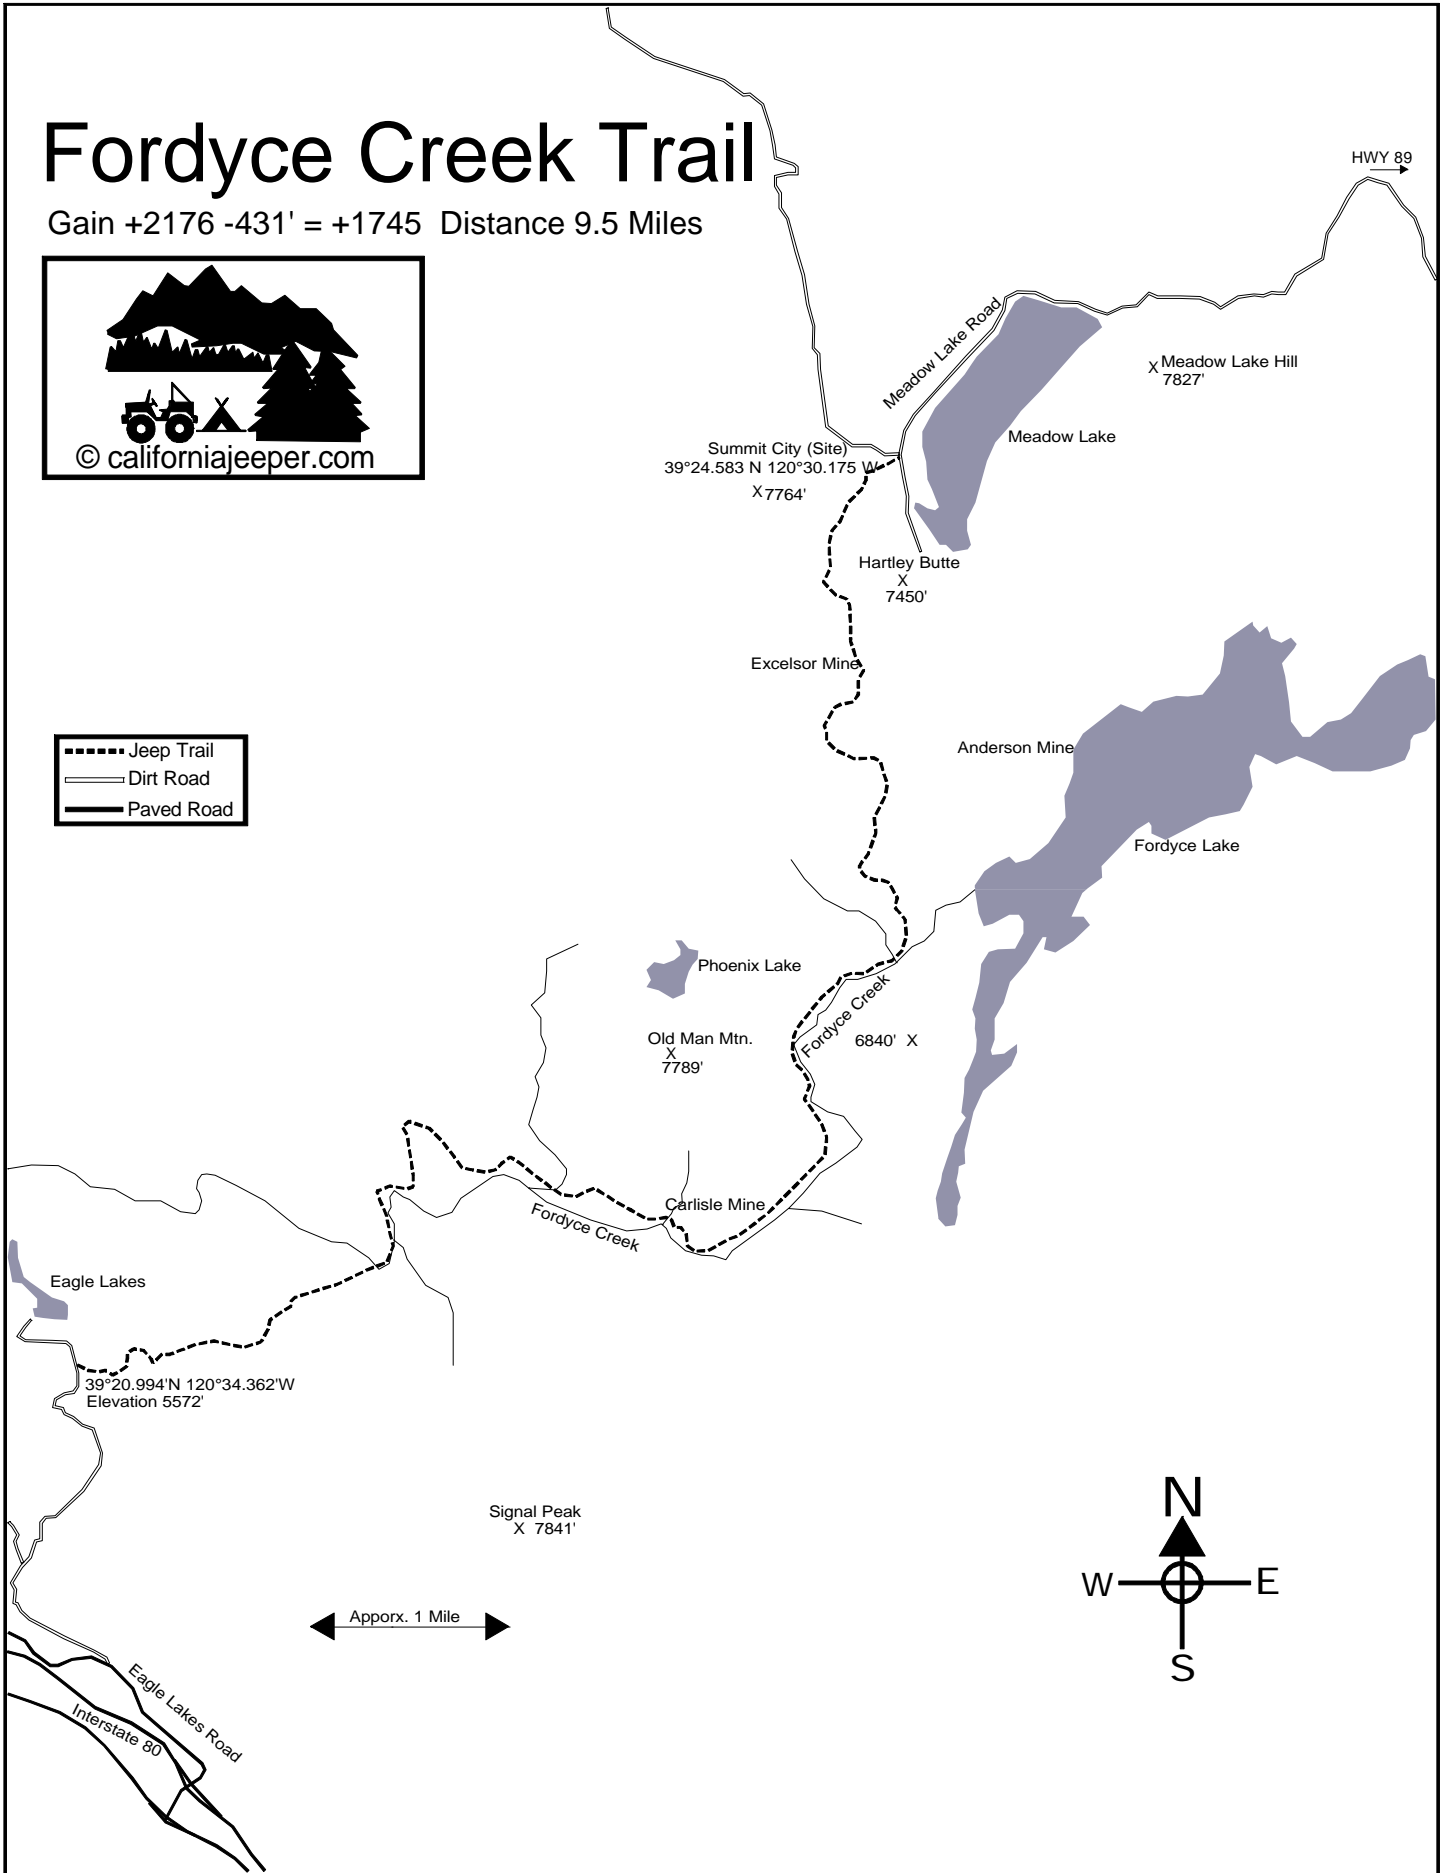 Fordyce Creek Trail
Gain +2176 -431' = +1745 Distance 9.5 Miles
© californiajeeper.com
HWY 89
Meadow Lake Road
X Meadow Lake Hill
7827'
Meadow Lake
Summit City (Site)
39°24.583 N 120°30.175 W
X 7764'
Hartley Butte
X
7450'
Excelsor Mine
Jeep Trail
Dirt Road
Paved Road
Anderson Mine
Fordyce Lake
Phoenix Lake
Fordyce Creek
Old Man Mtn.
X
7789'
6840' X
Carlisle Mine
Fordyce Creek
Eagle Lakes
39°20.994'N 120°34.362'W
Elevation 5572'
Signal Peak
X 7841'
N
W
E
S
Apporx. 1 Mile
Eagle Lakes Road
Interstate 80